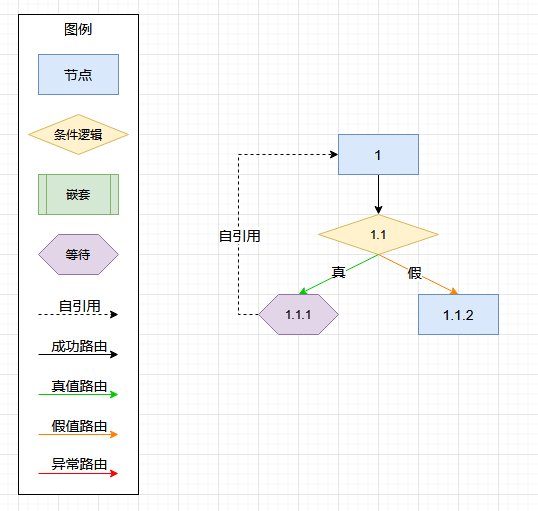 图例
节点
条件逻辑
嵌套
等待
自引用
成功路由
真值路由
假值路由
异常路由
1
1.1
自引用
真
假
1.1.1
1.1.2